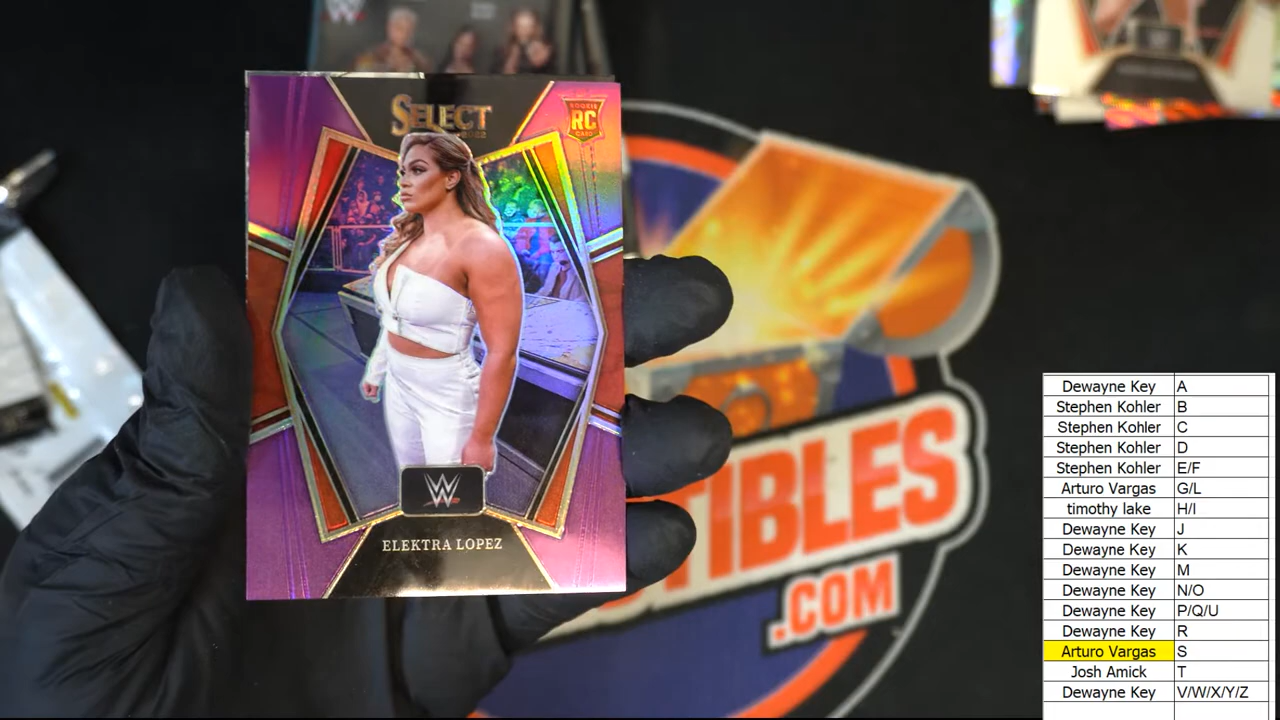 SELECT
2022
ROOKIE
RC
CARD
W
ELEKTRA LOPEZ
TIBLES
.COM
Dewayne Key A
Stephen Kohler B
Stephen Kohler C
Stephen Kohler D
Stephen Kohler E/F
Arturo Vargas G/L
timothy lake H/I
Dewayne Key J
Dewayne Key K
Dewayne Key M
Dewayne Key N/O
Dewayne Key P/Q/U
Dewayne Key R
Arturo Vargas S
Josh Amick T
Dewayne Key V/W/X/Y/Z